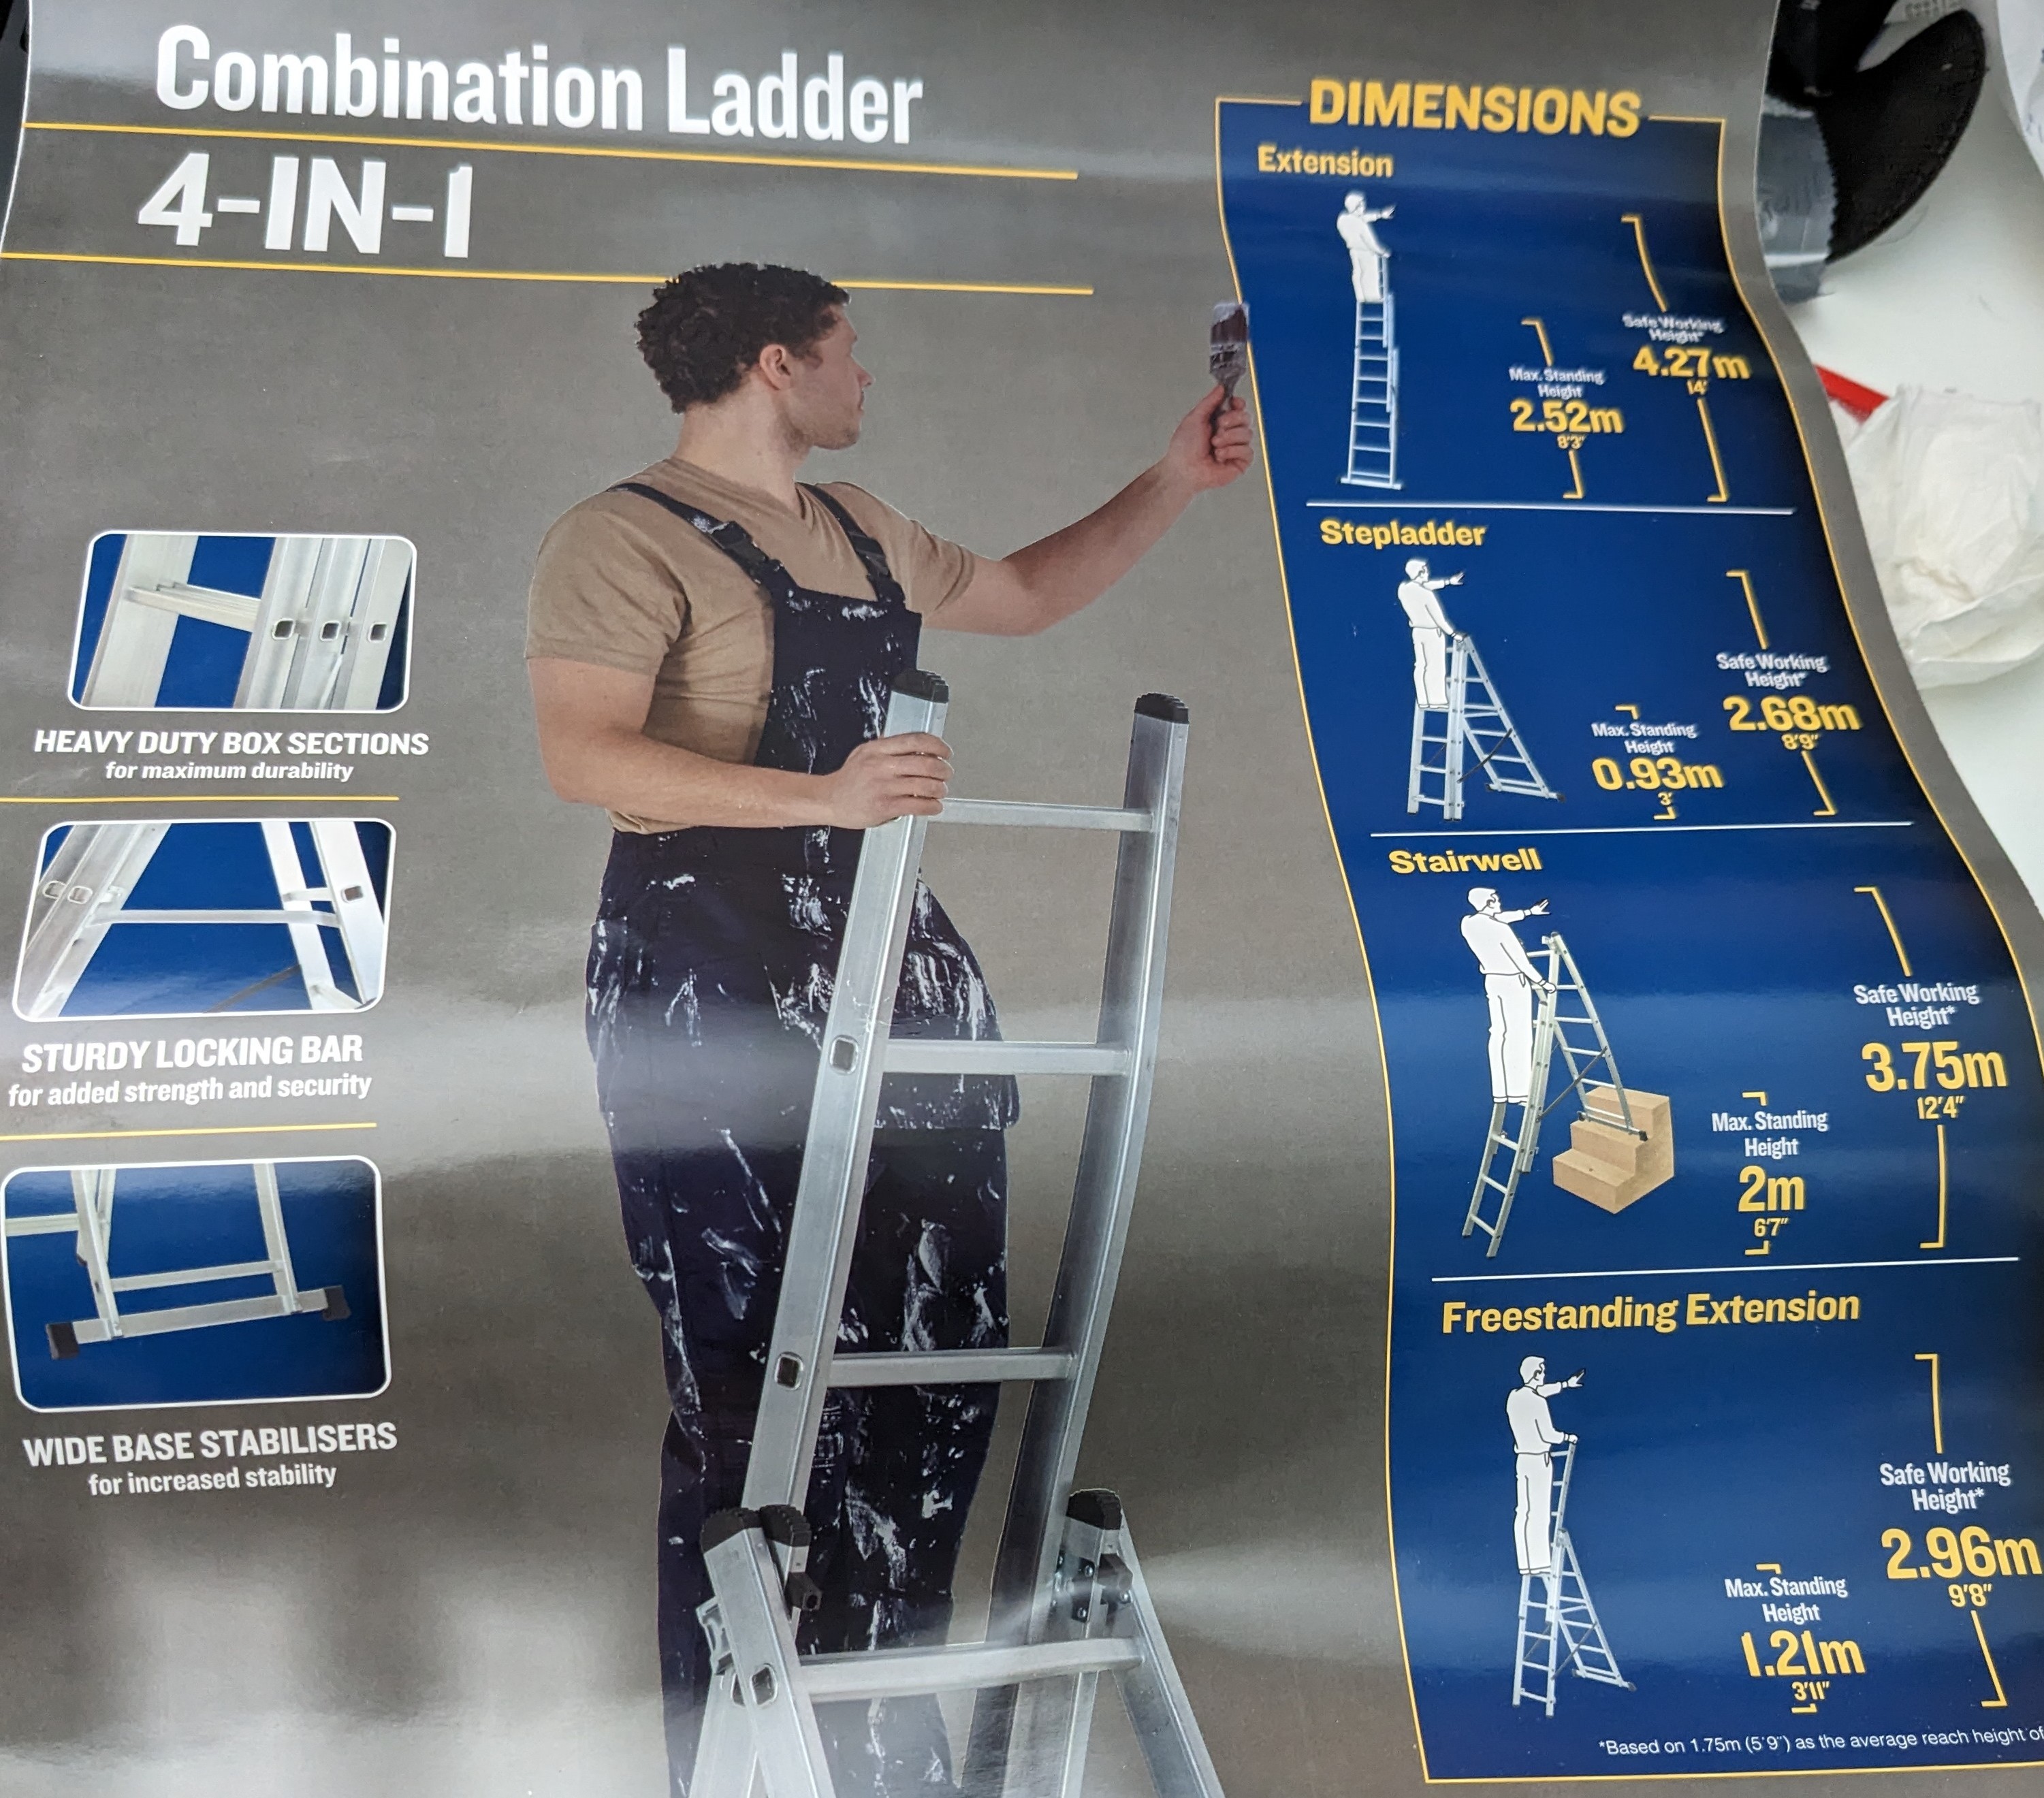 Combination Ladder
4-IN-1
HEAVY DUTY BOX SECTIONS
for maximum durability
STURDY LOCKING BAR
for added strength and security
WIDE BASE STABILISERS
for increased stability
DIMENSIONS
Extension
Safe Working
Height*
4.27m
14'
Max. Standing
Height
2.52m
8'3"
Stepladder
Safe Working
Height*
2.68m
8'9"
Max. Standing
Height
0.93m
3'
Stairwell
Safe Working
Height*
3.75m
12'4"
Max. Standing
Height
2m
6'7"
Freestanding Extension
Safe Working
Height*
2.96m
9'8"
Max. Standing
Height
1.21m
3'11"
*Based on 1.75m (5'9") as the average reach height of